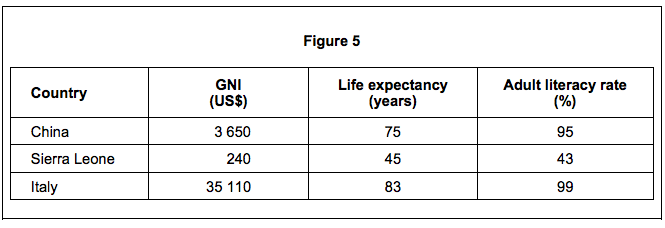 Figure 5
Country
GNI
(US$)
Life expectancy
(years)
Adult literacy rate
(%)
China 3 650 75 95
Sierra Leone 240 45 43
Italy 35 110 83 99